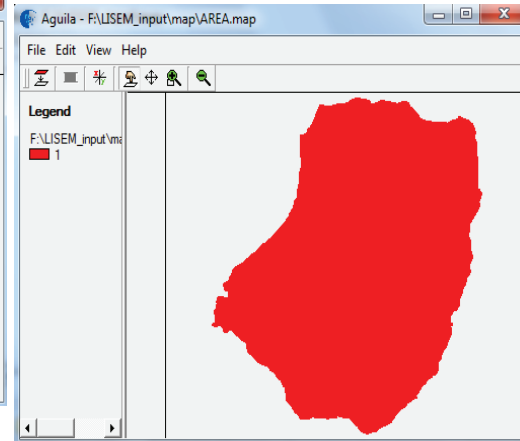 Aguila - F:\LISEM_input\map\AREA.map
File Edit View Help
Legend
F:\LISEM_input\ma
1